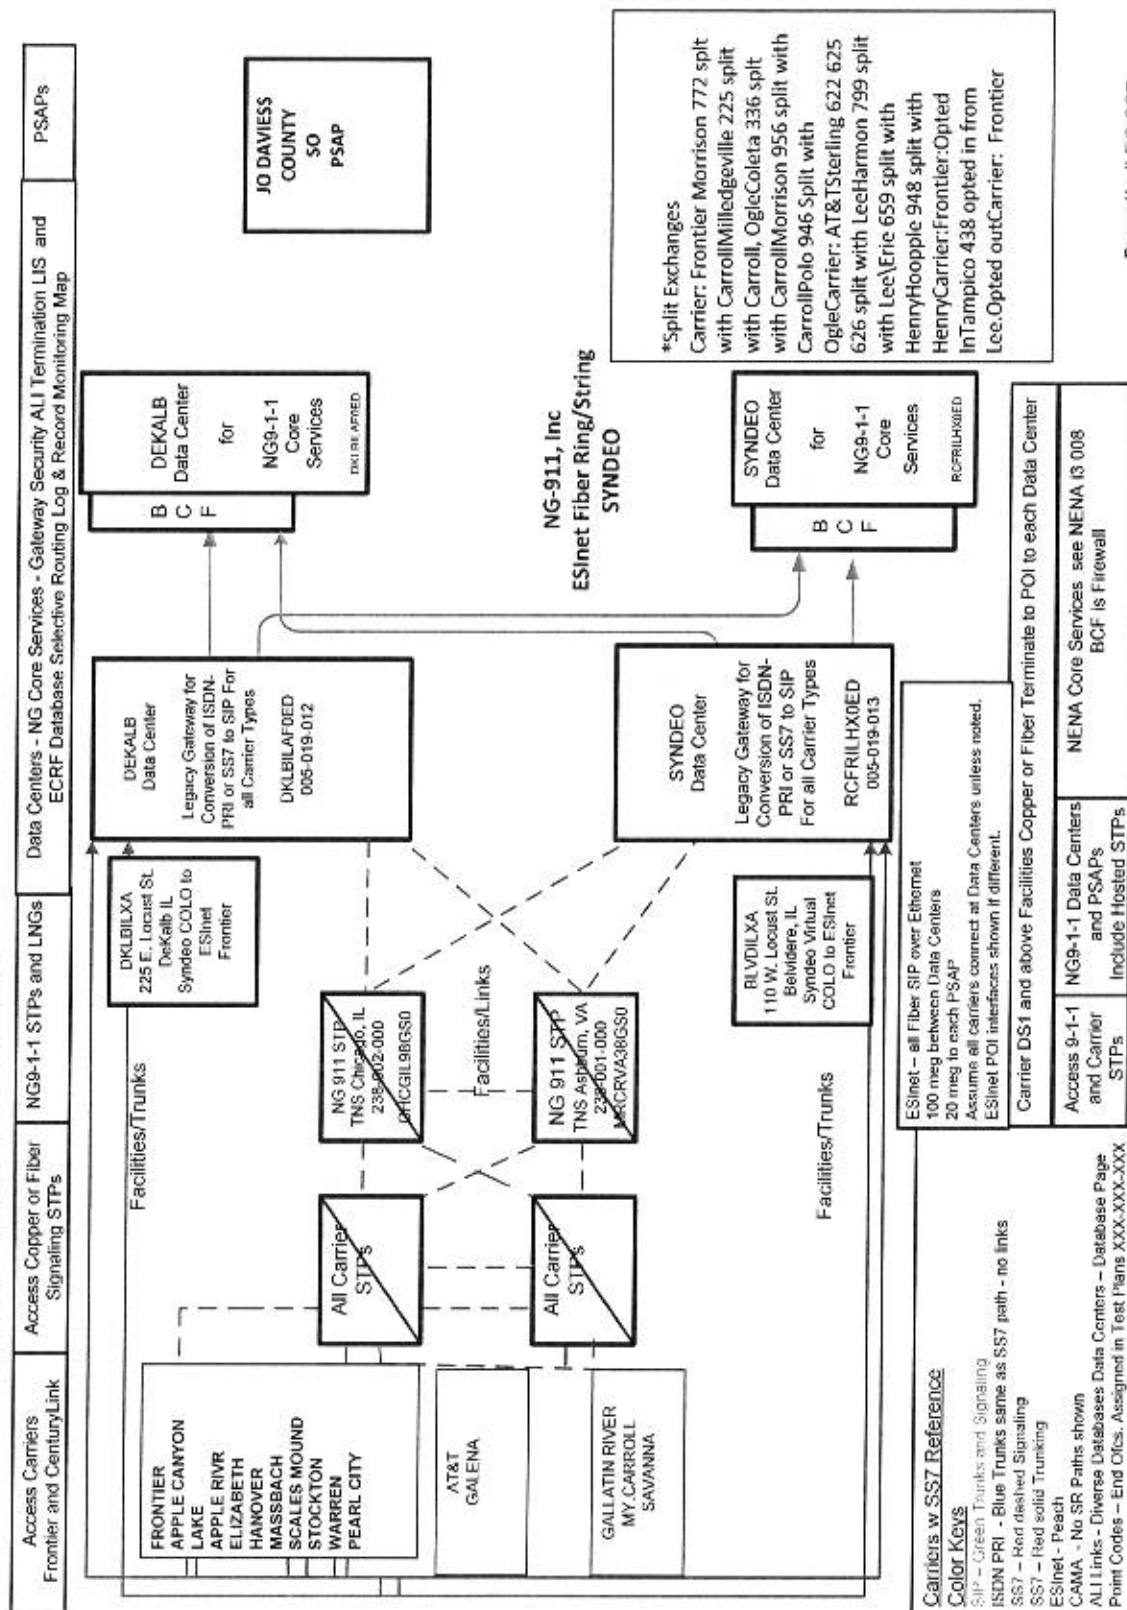 Access Carriers
Frontier and CenturyLink
Access Copper or Fiber
Signaling STPs
NG9-1-1 STPs and LNGs
Data Centers - NG Core Services - Gateway Security ALI Termination LIS and
ECRF Database Selective Routing Log & Record Monitoring Map
PSAPs
Facilities/Trunks
FRONTIER
APPLE CANYON
LAKE
APPLE RIVR
ELIZABETH
HANOVER
MASSBACH
SCALES MOUND
STOCKTON
WARREN
PEARL CITY
AT&T
GALENA
GALLATIN RIVER
MY.CARROLL
SAVANNA
All Carrier
STPs
All Carrier
STPs
NG 911 STP
TNS Chicago, IL
238-002-000
CHCGIL98GS0
Facilities/Links
NG 911 STP
TNS Ashburn, VA
238-001-000
MRCRVA38GS0
DKLBILXA
225 E. Locust St.
DeKalb IL
Syndeo COLO to
ESInet
Frontier
BLVDILXA
110 W. Locust St.
Belvidere, IL
Syndeo Virtual
COLO to ESInet
Frontier
Facilities/Trunks
DEKALB
Data Center
Legacy Gateway for
Conversion of ISDN-
PRI or SS7 to SIP For
all Carrier Types
DKLBILAF0ED
005-019-012
SYNDEO
Data Center
Legacy Gateway for
Conversion of ISDN-
PRI or SS7 to SIP
For all Carrier Types
RCFRILHX0ED
005-019-013
B
C
F
DEKALB
Data Center
for
NG9-1-1
Core
Services
NG-911, Inc
ESInet Fiber Ring/String
SYNDEO
B
C
F
SYNDEO
Data Center
for
NG9-1-1
Core
Services
RCFRILHX0ED
JO DAVIESS
COUNTY
SO
PSAP
*Split Exchanges
Carrier: Frontier Morrison 772 splt
with CarrollMilledgeville 225 split
with Carroll, OgleColeta 336 splt
with CarrollMorrison 956 split with
CarrollPolo 946 Split with
OgleCarrier: AT&TSterling 622 625
626 split with LeeHarmon 799 split
with Lee\Erie 659 split with
HenryHoopple 948 split with
HenryCarrier:Frontier:Opted
InTampico 438 opted in from
Lee.Opted outCarrier: Frontier
Carriers w SS7 Reference
Color Keys
SIP - Green Trunks and Signaling
ISDN PRI - Blue Trunks same as SS7 path - no links
SS7 - Red dashed Signaling
SS7 - Red solid Trunking
ESInet - Peach
CAMA - No SR Paths shown
ALI Links - Diverse Databases Data Centers - Database Page
Point Codes - End Ofcs. Assigned in Test Plans XXX-XXX-XXX
ESInet – all Fiber SIP over Ethernet
100 meg between Data Centers
20 meg to each PSAP
Assume all carriers connect at Data Centers unless noted.
ESInet POI interfaces shown if different.
Carrier DS1 and above Facilities Copper or Fiber Terminate to POI to each Data Center
Access 9-1-1
and Carrier
STPs
NG9-1-1 Data Centers
and PSAPs
Include Hosted STPs
NENA Core Services see NENA i3 008
BCF is Firewall